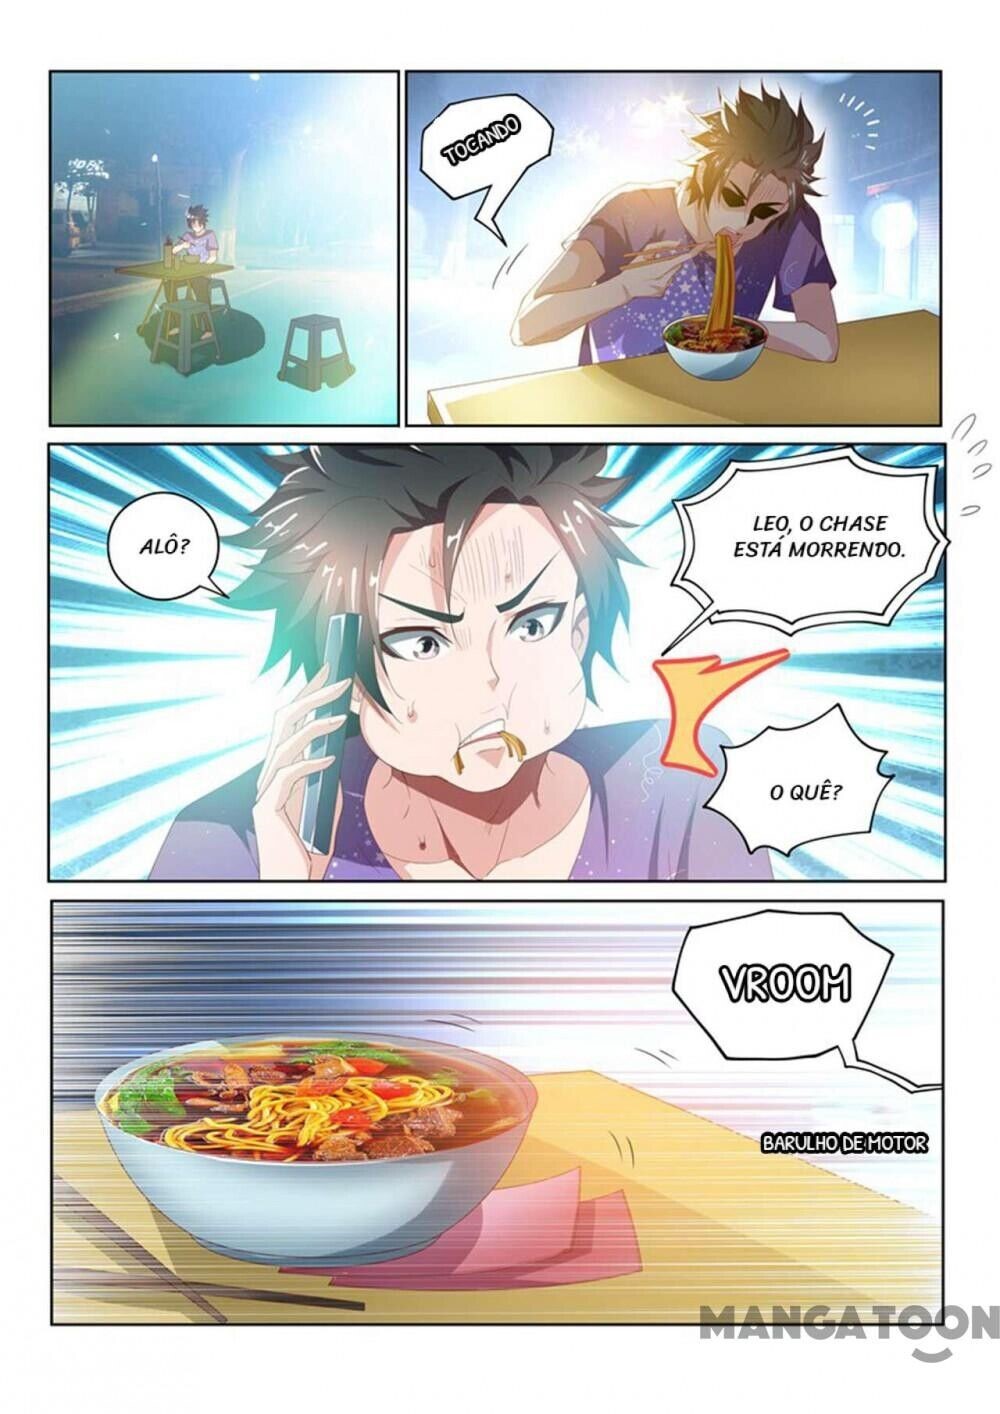 TOCANDO
ALÔ?
LEO, O CHASE
ESTÁ MORRENDO.
O QUÊ?
VROOM
BARULHO DE MOTOR
MANGATOON